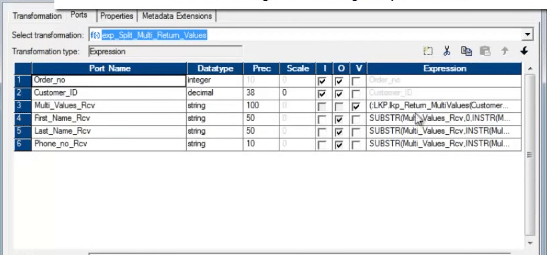 Transformation Ports Properties Metadata Extensions
Select transformation: f(x) exp_Split_Multi_Return_Values
Transformation type: Expression
Port Name Datatype Prec Scale I O V Expression
1 Order_no integer 10 0 Order_no
2 Customer_ID decimal 38 0 Customer_ID
3 Multi_Values_Rcv string 100 0 (:LKP.lkp_Return_MultiValues(Customer...
4 First_Name_Rcv string 50 0 SUBSTR(Multi_Values_Rcv,0,INSTR(M...
5 Last_Name_Rcv string 50 0 SUBSTR(Multi_Values_Rcv,INSTR(Mul...
6 Phone_no_Rcv string 10 0 SUBSTR(Multi_Values_Rcv,INSTR(Mul...